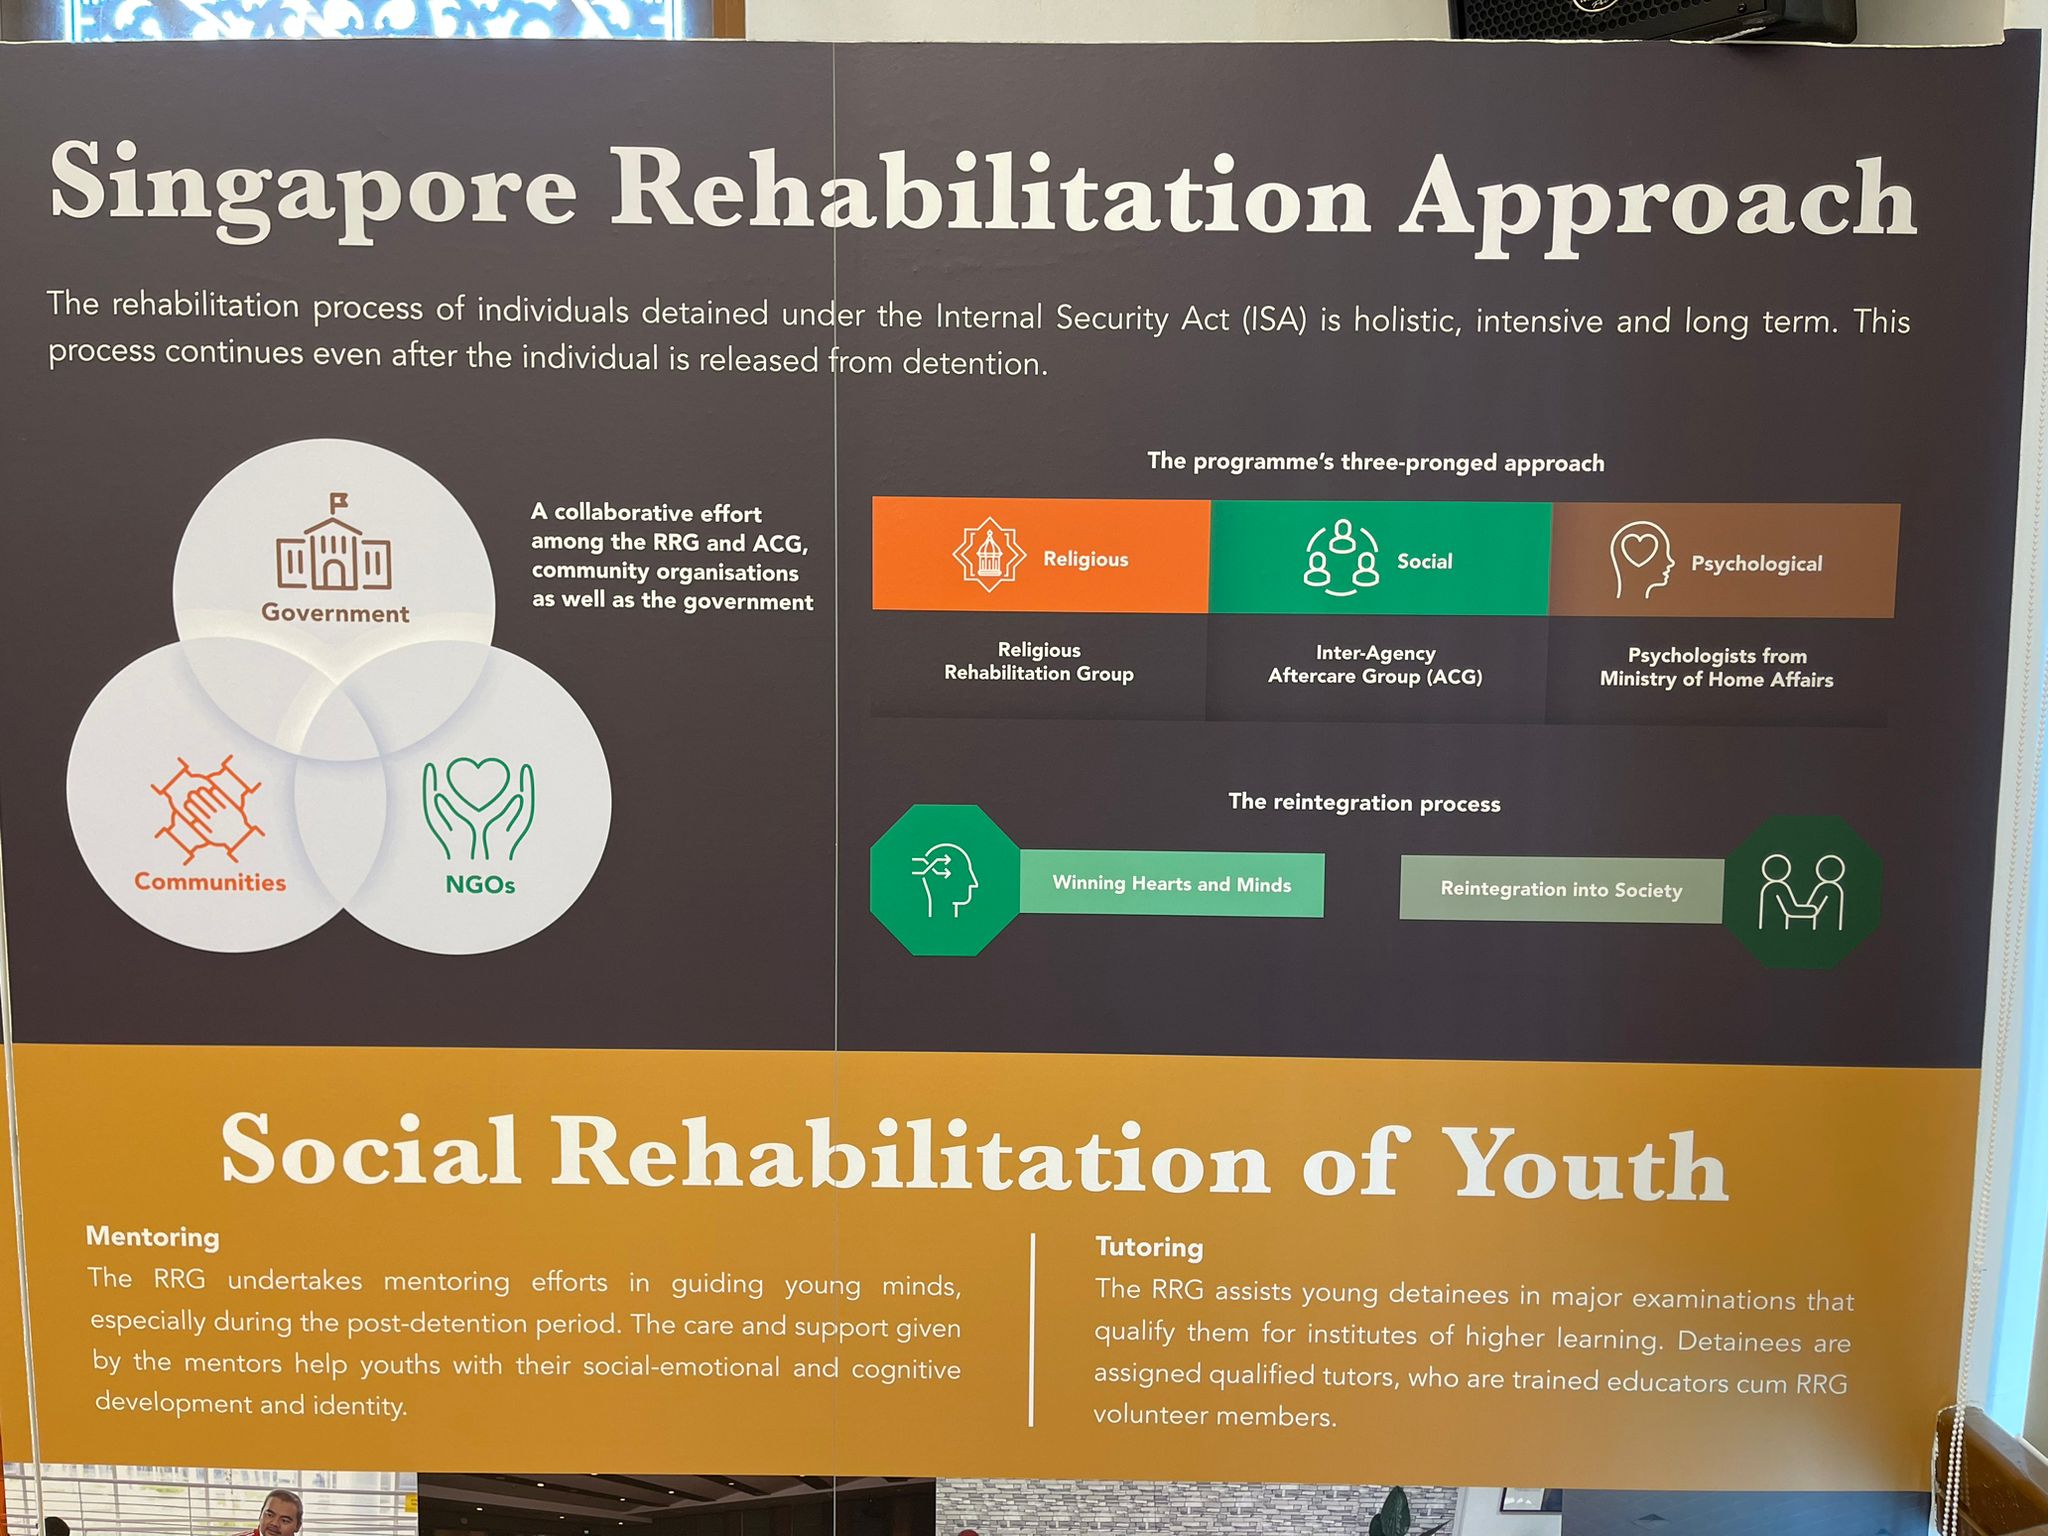 Singapore Rehabilitation Approach
The rehabilitation process of individuals detained under the Internal Security Act (ISA) is holistic, intensive and long term. This
process continues even after the individual is released from detention.
Government
Communities
NGOs
A collaborative effort
among the RRG and ACG,
community organisations
as well as the government
The programme's three-pronged approach
Religious
Social
Psychological
Religious
Rehabilitation Group
Inter-Agency
Aftercare Group (ACG)
Psychologists from
Ministry of Home Affairs
The reintegration process
Winning Hearts and Minds
Reintegration into Society
Social Rehabilitation of Youth
Mentoring
The RRG undertakes mentoring efforts in guiding young minds,
especially during the post-detention period. The care and support given
by the mentors help youths with their social-emotional and cognitive
development and identity.
Tutoring
The RRG assists young detainees in major examinations that
qualify them for institutes of higher learning. Detainees are
assigned qualified tutors, who are trained educators cum RRG
volunteer members.